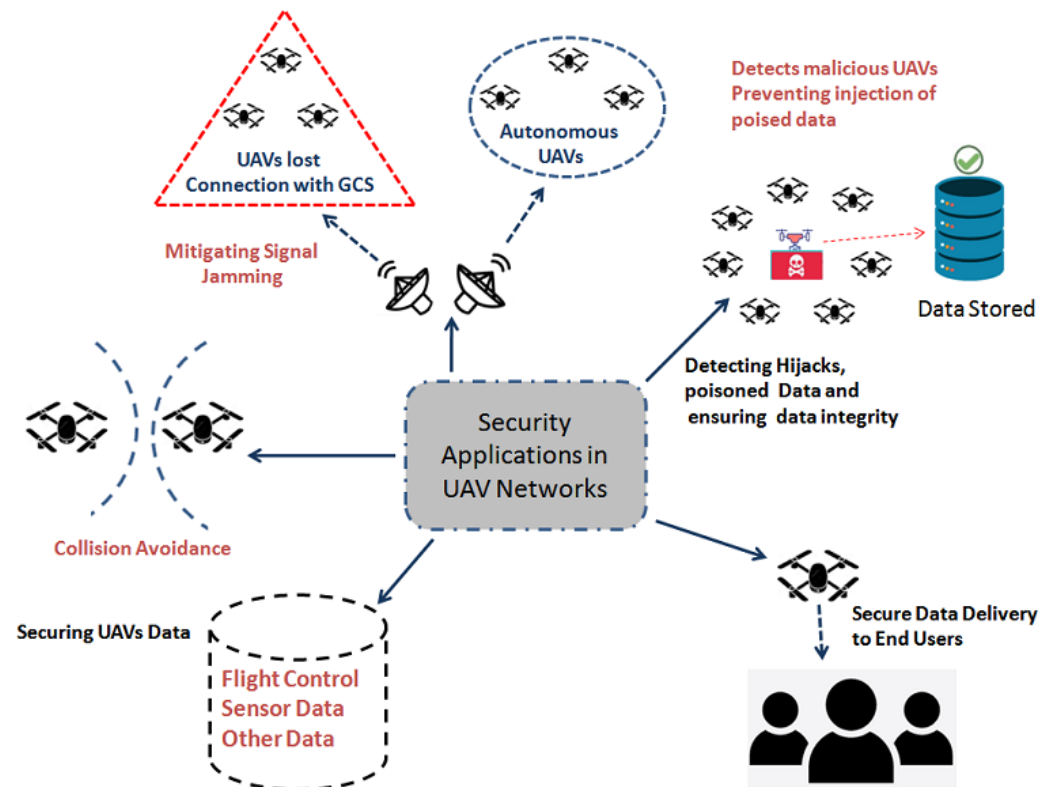 UAVs lost
Connection with GCS
Autonomous
UAVs
Detects malicious UAVs
Preventing injection of
poised data
Mitigating Signal
Jamming
Data Stored
Detecting Hijacks,
poisoned Data and
ensuring data integrity
Security
Applications in
UAV Networks
Collision Avoidance
Securing UAVs Data
Flight Control
Sensor Data
Other Data
Secure Data Delivery
to End Users